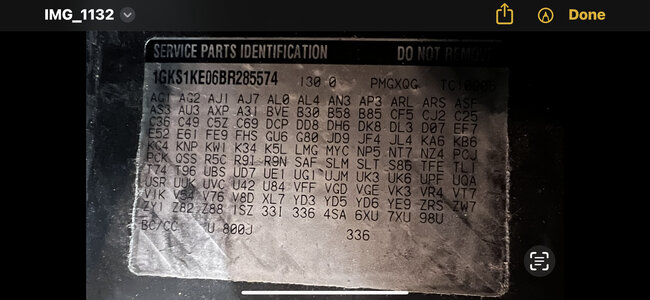 IMG_1132
Done
SERVICE PARTS IDENTIFICATION DO NOT REMOVE
1GKS1KE06BR285574 130.0 PMGXQG
AG1 AG2 AJ1 AJ7 AL0 AL4 AN3 AP3 ARL ARS ASF
AS3 AU3 AXP A31 BVE B30 B58 B85 CF5 CJ2 C25
C36 C49 C5Z C69 DCP DD8 DH6 DK8 DL3 D07 EF7
E52 E61 FE9 FHS GU6 G80 JD9 JF4 JL4 KA6 KB6
KC4 KNP KW1 K34 K5L LMG MYC NP5 NT7 NZ4 PCJ
PCK QSS R5C R9I R9N SAF SLM SLT S86 TFE TL1
T74 T96 UBS UD7 UE1 UG1 UJM UK3 UK6 UPF UQA
USR UUK UVC U42 U84 VFF VGD VGE VK3 VR4 VT7
V1K V54 V76 V8D XL7 YD3 YD5 YD6 YE9 ZRS ZW7
ZY1 Z82 Z88 1SZ 33I 336 4SA 6XU 7XU 98U
BC/CC U 800J 336